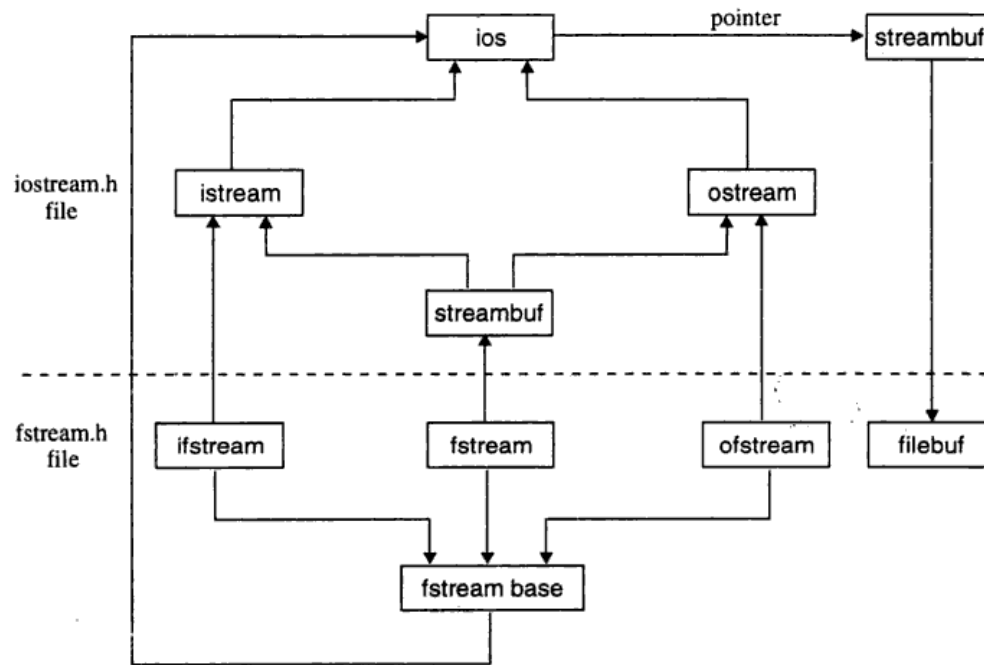 ios
pointer
streambuf
iostream.h
file
istream
ostream
streambuf
fstream.h
file
ifstream
fstream
ofstream
filebuf
fstream base